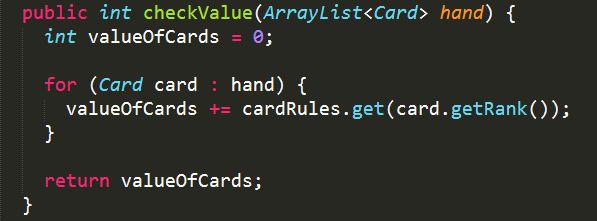 public int checkValue(ArrayList<Card> hand) {
int valueOfCards = 0;
for (Card card : hand) {
valueOfCards += cardRules.get(card.getRank());
}
return valueOfCards;
}